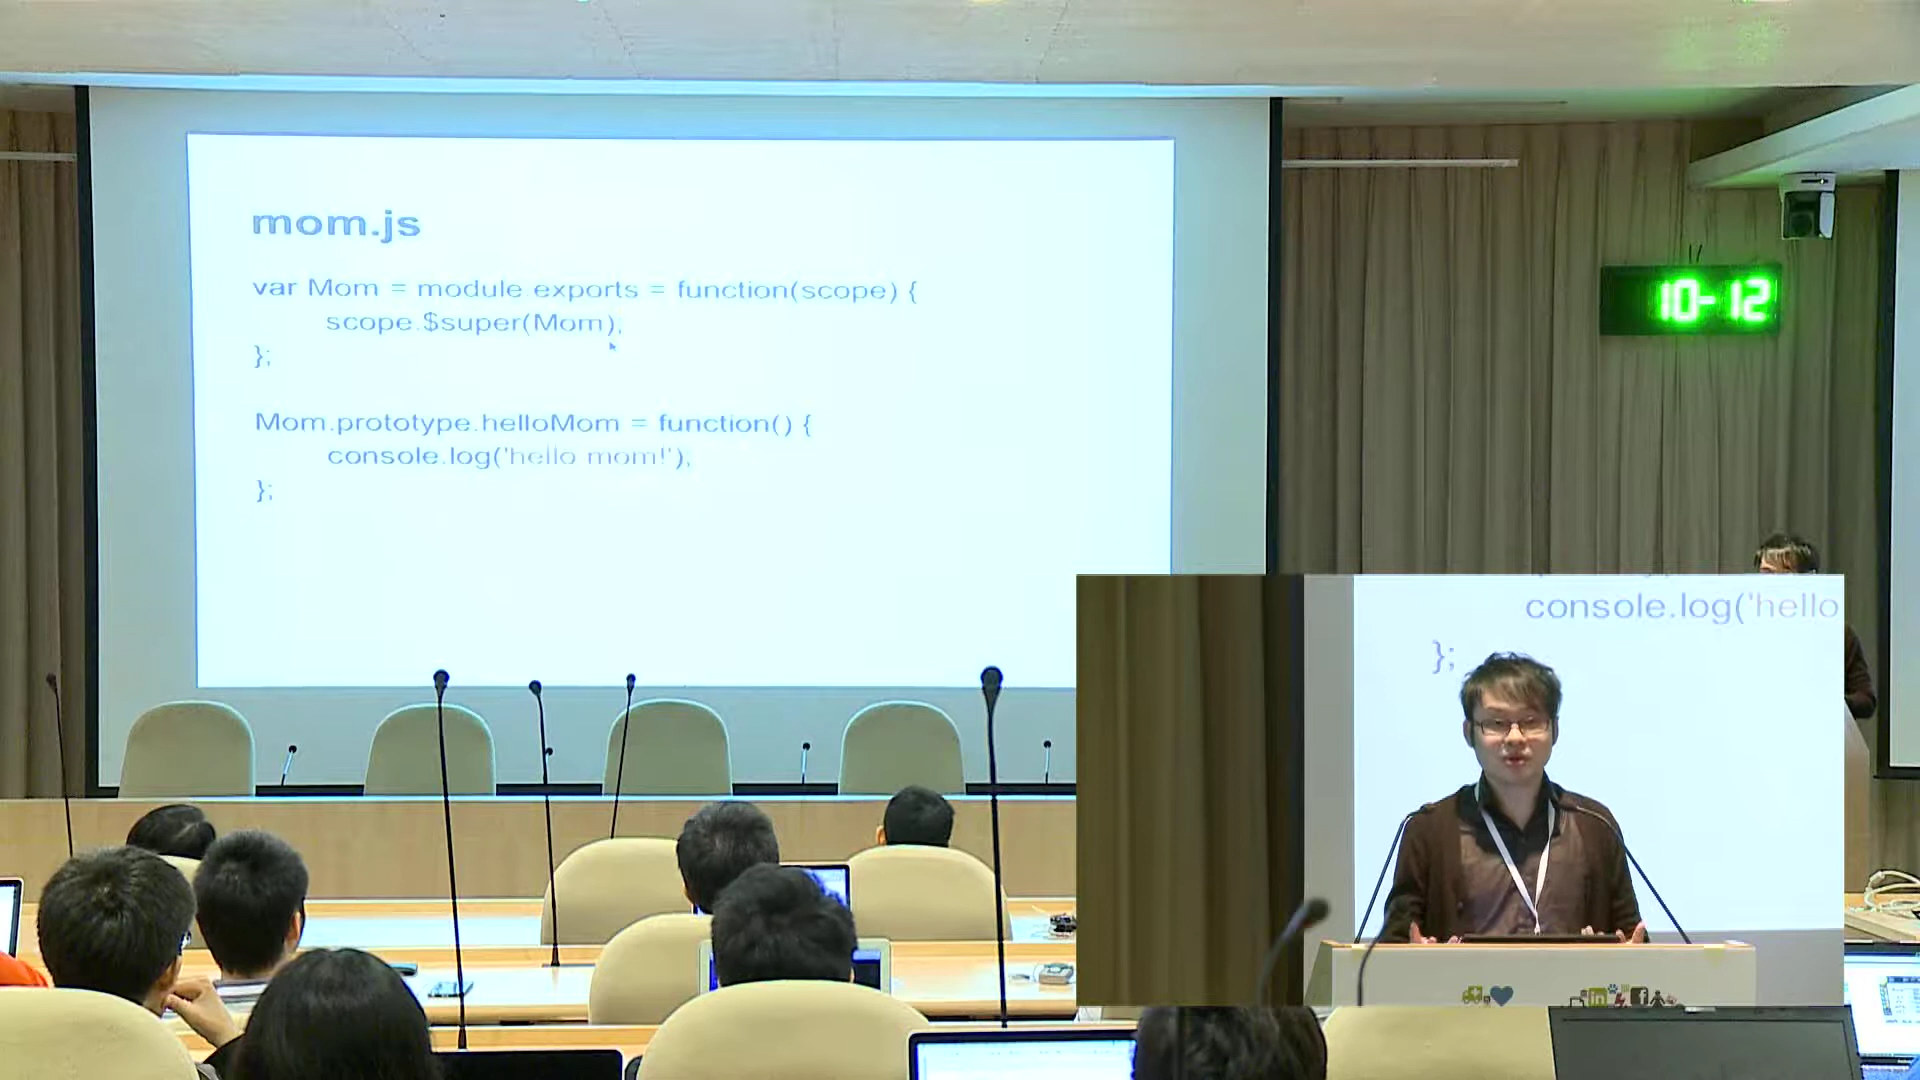 mom.js
var Mom = module.exports = function(scope) {
scope.$super(Mom);
};
Mom.prototype.helloMom = function() {
console.log('hello mom!');
};
10-12
console.log('hello
};
in
f